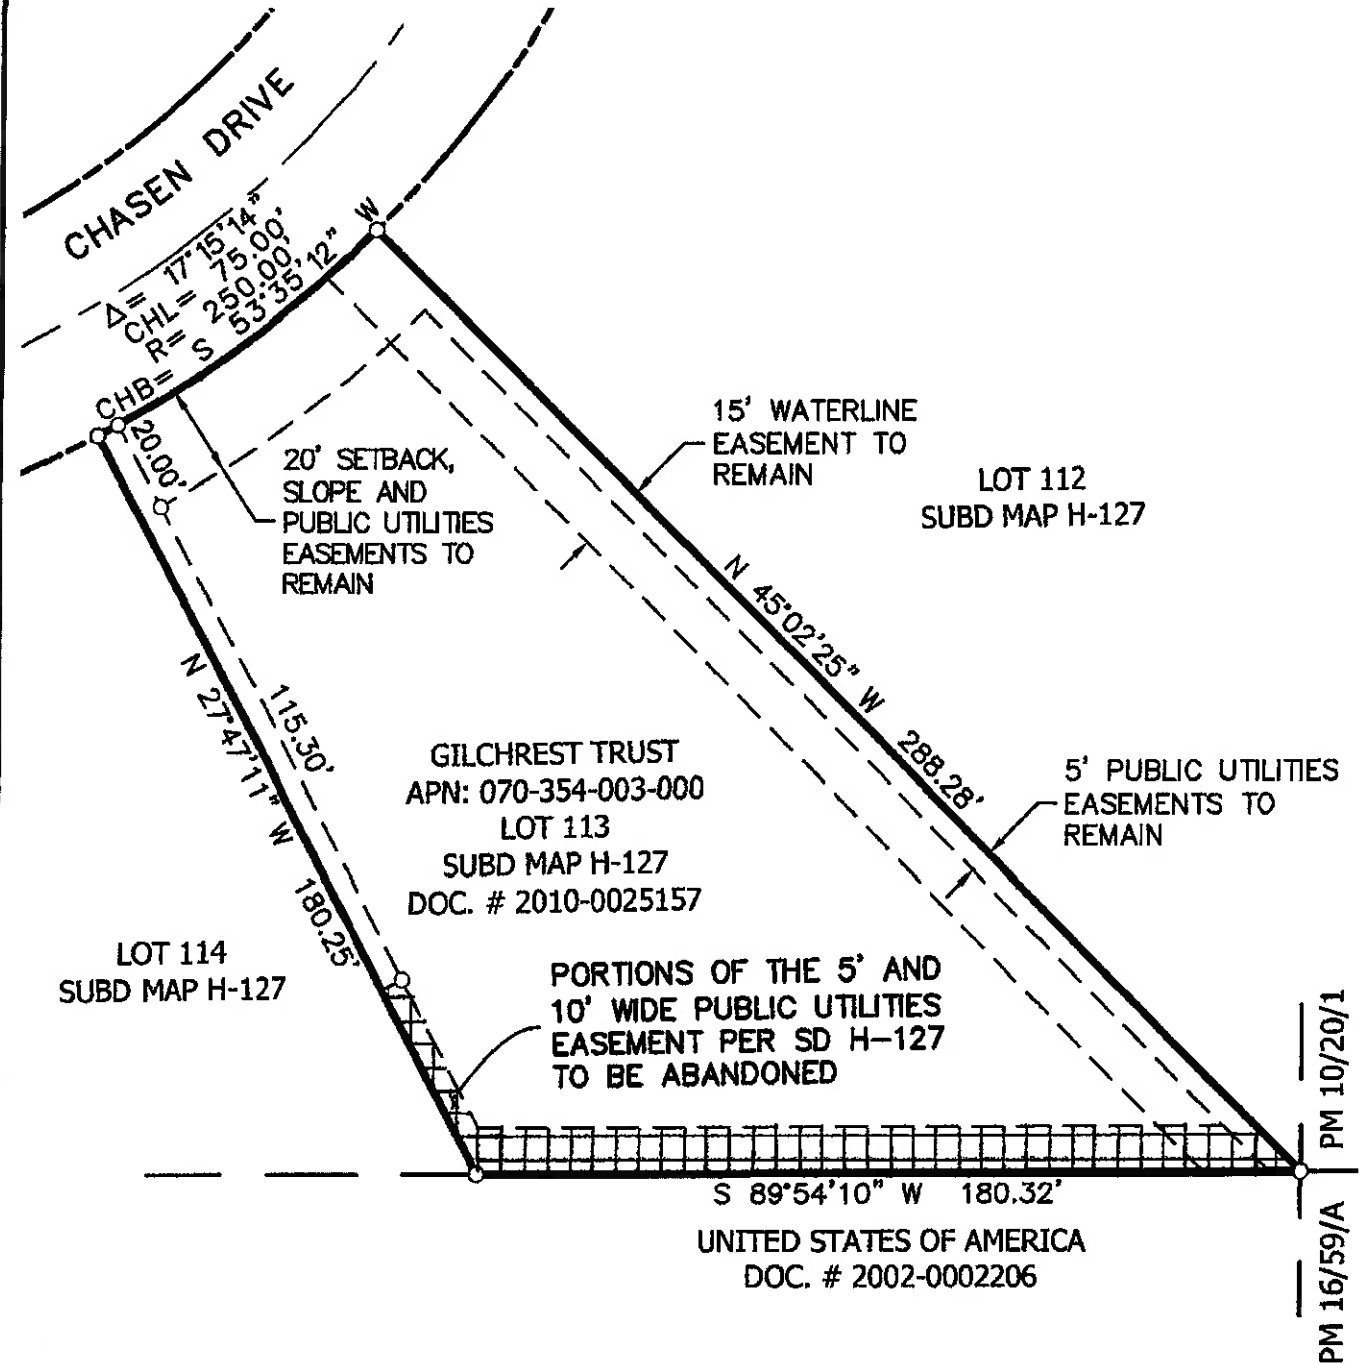 CHASEN DRIVE
Δ= 17°15'14"
CHL= 75.00'
R= 250.00'
CHB= S 53°35'12" W
20.00'
20' SETBACK,
SLOPE AND
PUBLIC UTILITIES
EASEMENTS TO
REMAIN
15' WATERLINE
EASEMENT TO
REMAIN
LOT 112
SUBD MAP H-127
N 45°02'25" W 288.28'
N 27°47'11" W 180.25'
115.30'
GILCHREST TRUST
APN: 070-354-003-000
LOT 113
SUBD MAP H-127
DOC. # 2010-0025157
5' PUBLIC UTILITIES
EASEMENTS TO
REMAIN
LOT 114
SUBD MAP H-127
PORTIONS OF THE 5' AND
10' WIDE PUBLIC UTILITIES
EASEMENT PER SD H-127
TO BE ABANDONED
PM 10/20/1
S 89°54'10" W 180.32'
UNITED STATES OF AMERICA
DOC. # 2002-0002206
PM 16/59/A